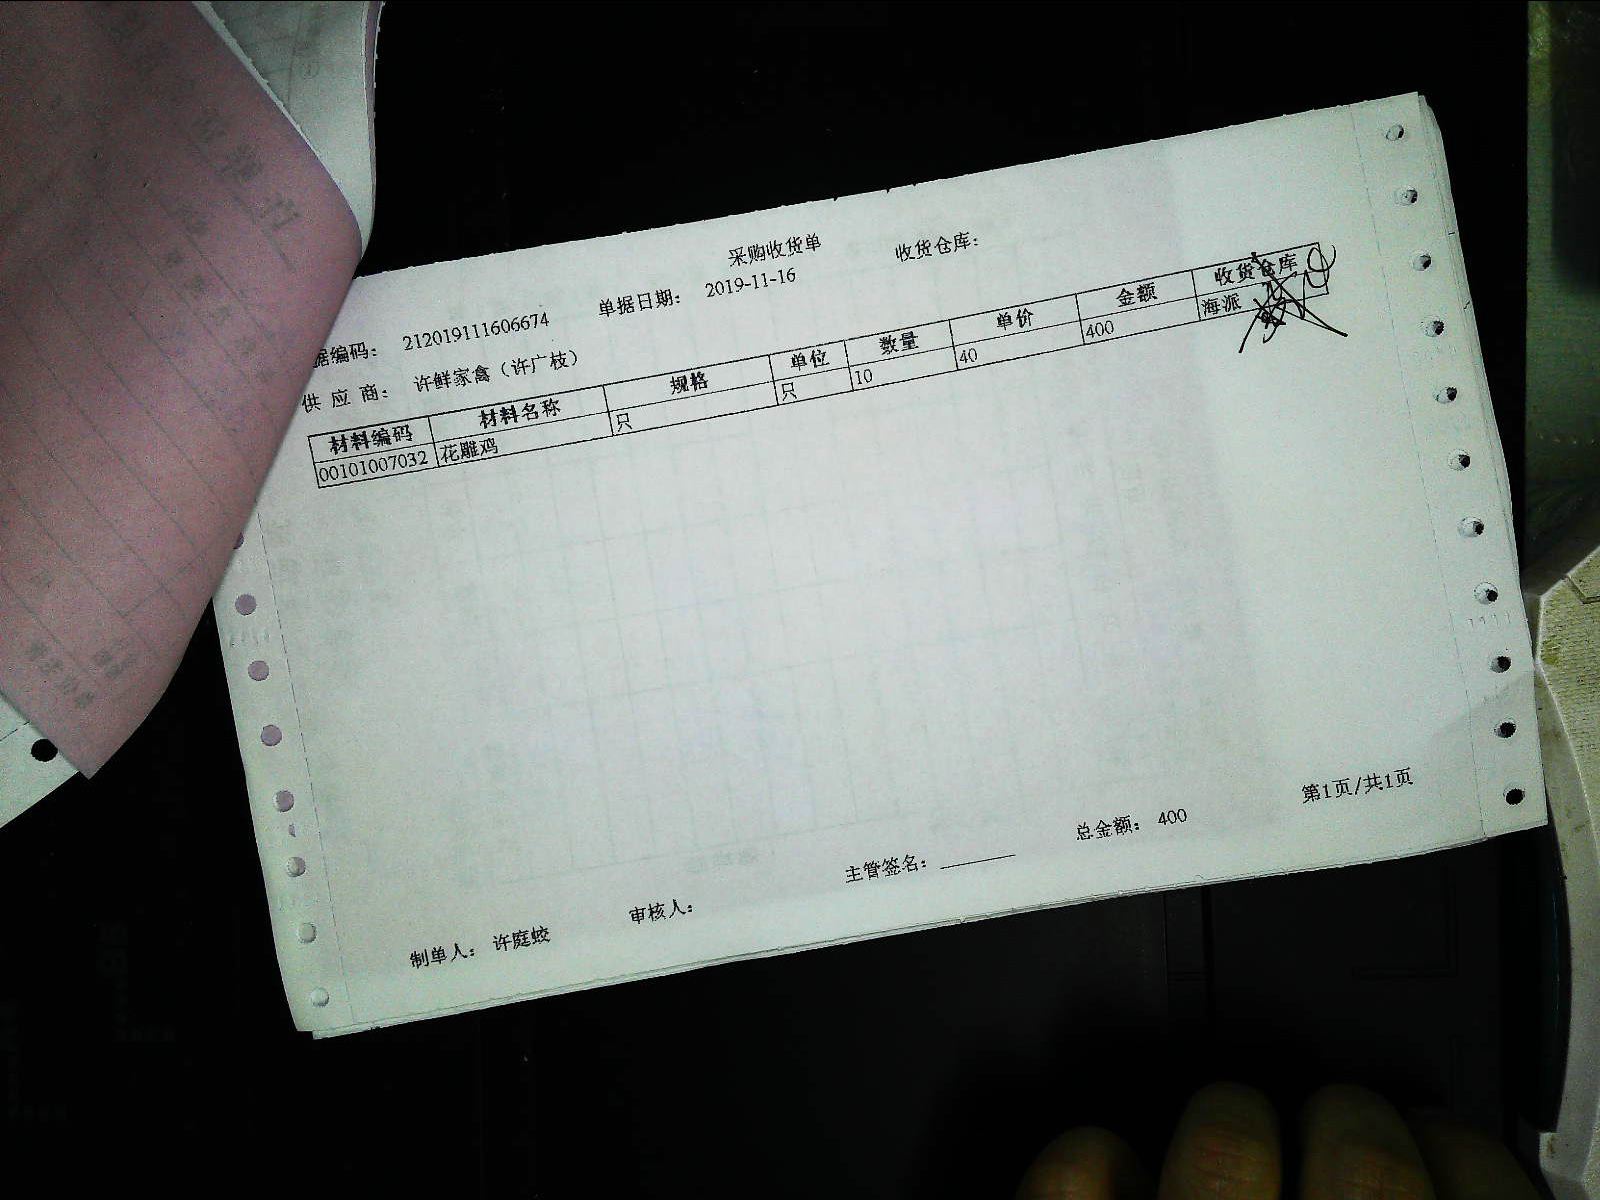 采购收货单
收货仓库：
据编码： 212019111606674 单据日期： 2019-11-16
供 应 商： 许鲜家禽（许广枝）
材料编码 材料名称 规格 单位 数量 单价 金额 收货仓库
00101007032 花雕鸡 只 只 10 40 400 海派
第1页/共1页
制单人： 许庭蛟 审核人： 主管签名： 总金额： 400